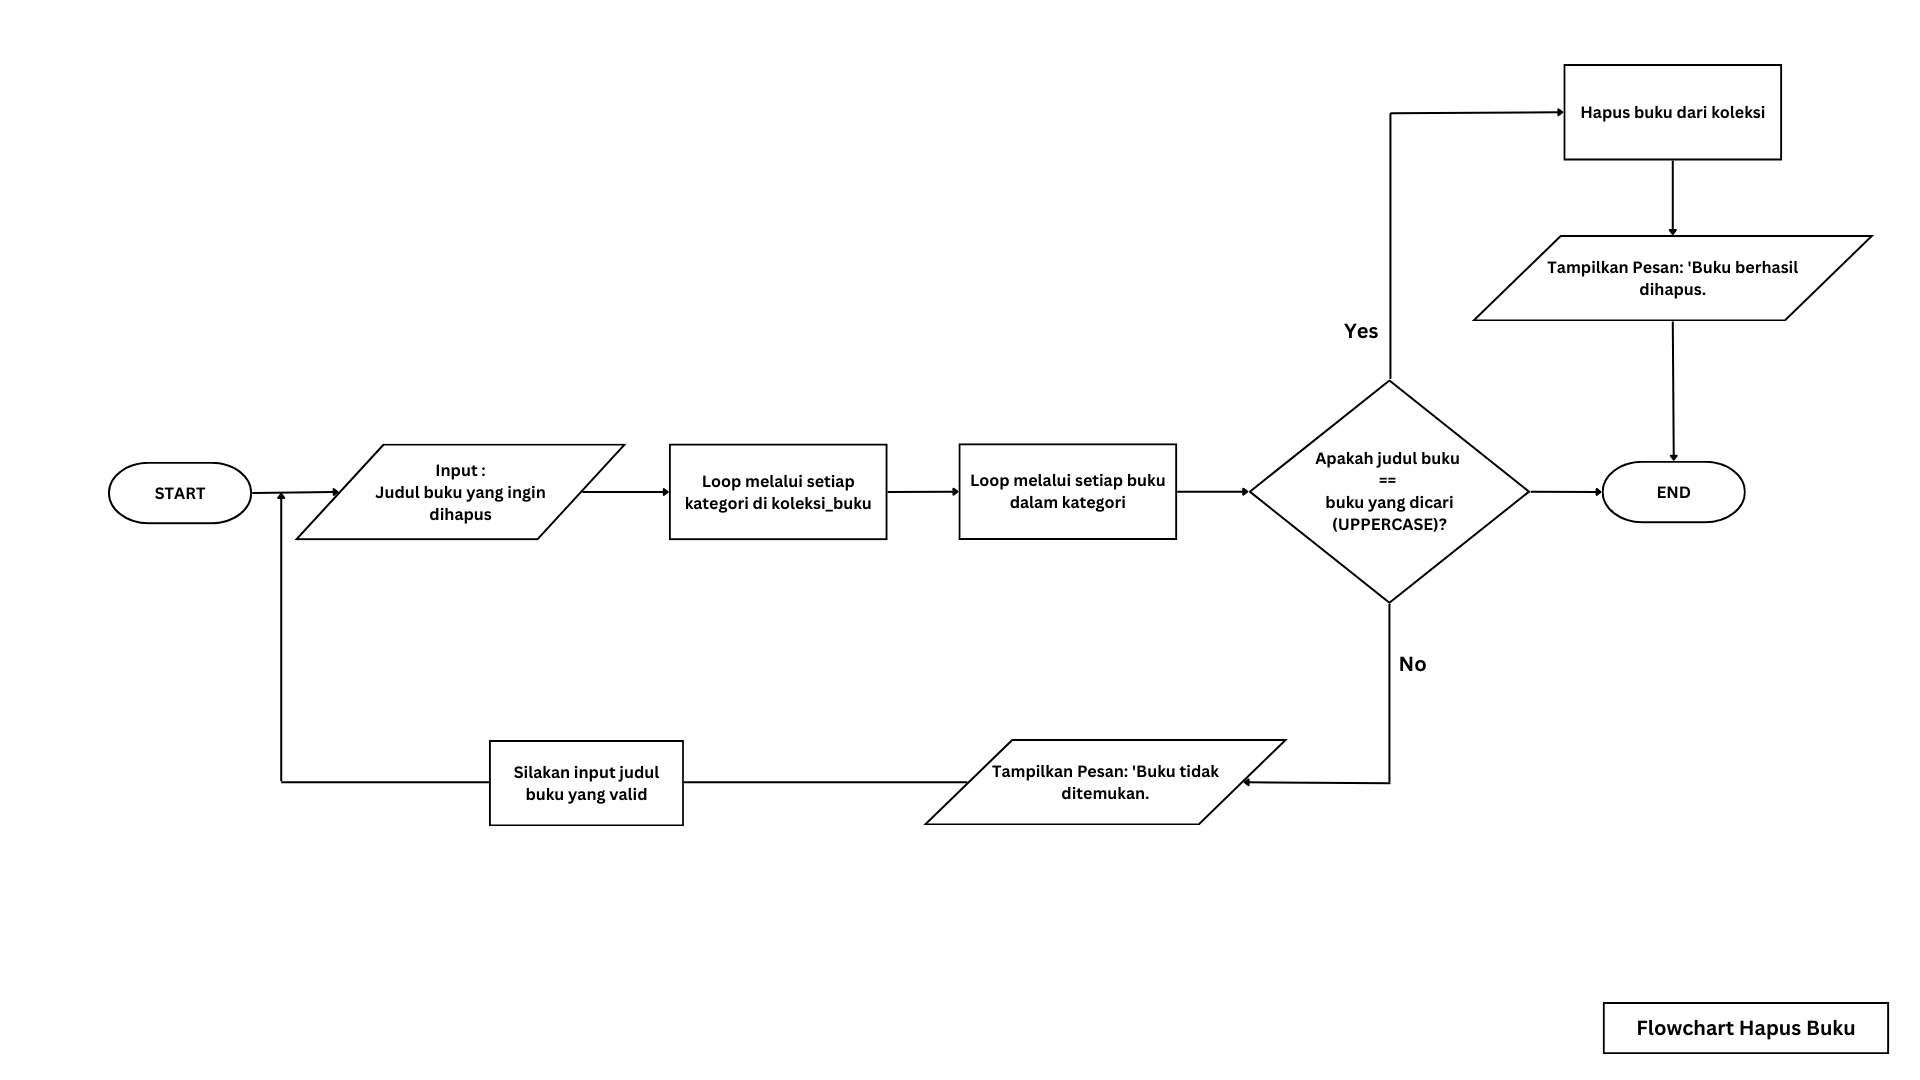 Hapus buku dari koleksi
Tampilkan Pesan: 'Buku berhasil
dihapus.
Yes
START
Input :
Judul buku yang ingin
dihapus
Loop melalui setiap
kategori di koleksi_buku
Loop melalui setiap buku
dalam kategori
Apakah judul buku
==
buku yang dicari
(UPPERCASE)?
END
No
Silakan input judul
buku yang valid
Tampilkan Pesan: 'Buku tidak
ditemukan.
Flowchart Hapus Buku